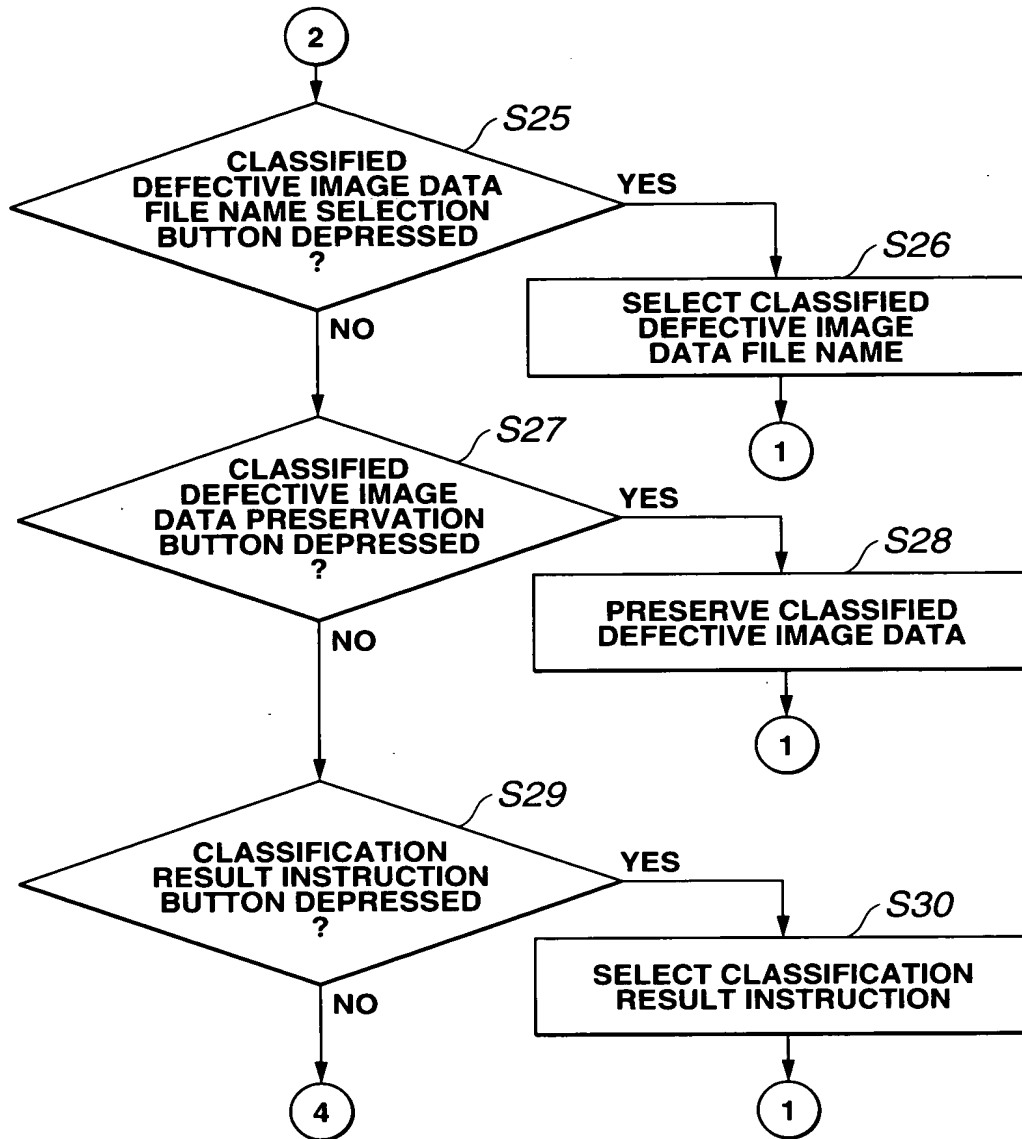 2
S25
CLASSIFIED
DEFECTIVE IMAGE DATA
FILE NAME SELECTION
BUTTON DEPRESSED
?
YES
S26
SELECT CLASSIFIED
DEFECTIVE IMAGE
DATA FILE NAME
NO
1
S27
CLASSIFIED
DEFECTIVE IMAGE
DATA PRESERVATION
BUTTON DEPRESSED
?
YES
S28
PRESERVE CLASSIFIED
DEFECTIVE IMAGE DATA
NO
1
S29
CLASSIFICATION
RESULT INSTRUCTION
BUTTON DEPRESSED
?
YES
S30
SELECT CLASSIFICATION
RESULT INSTRUCTION
NO
4
1